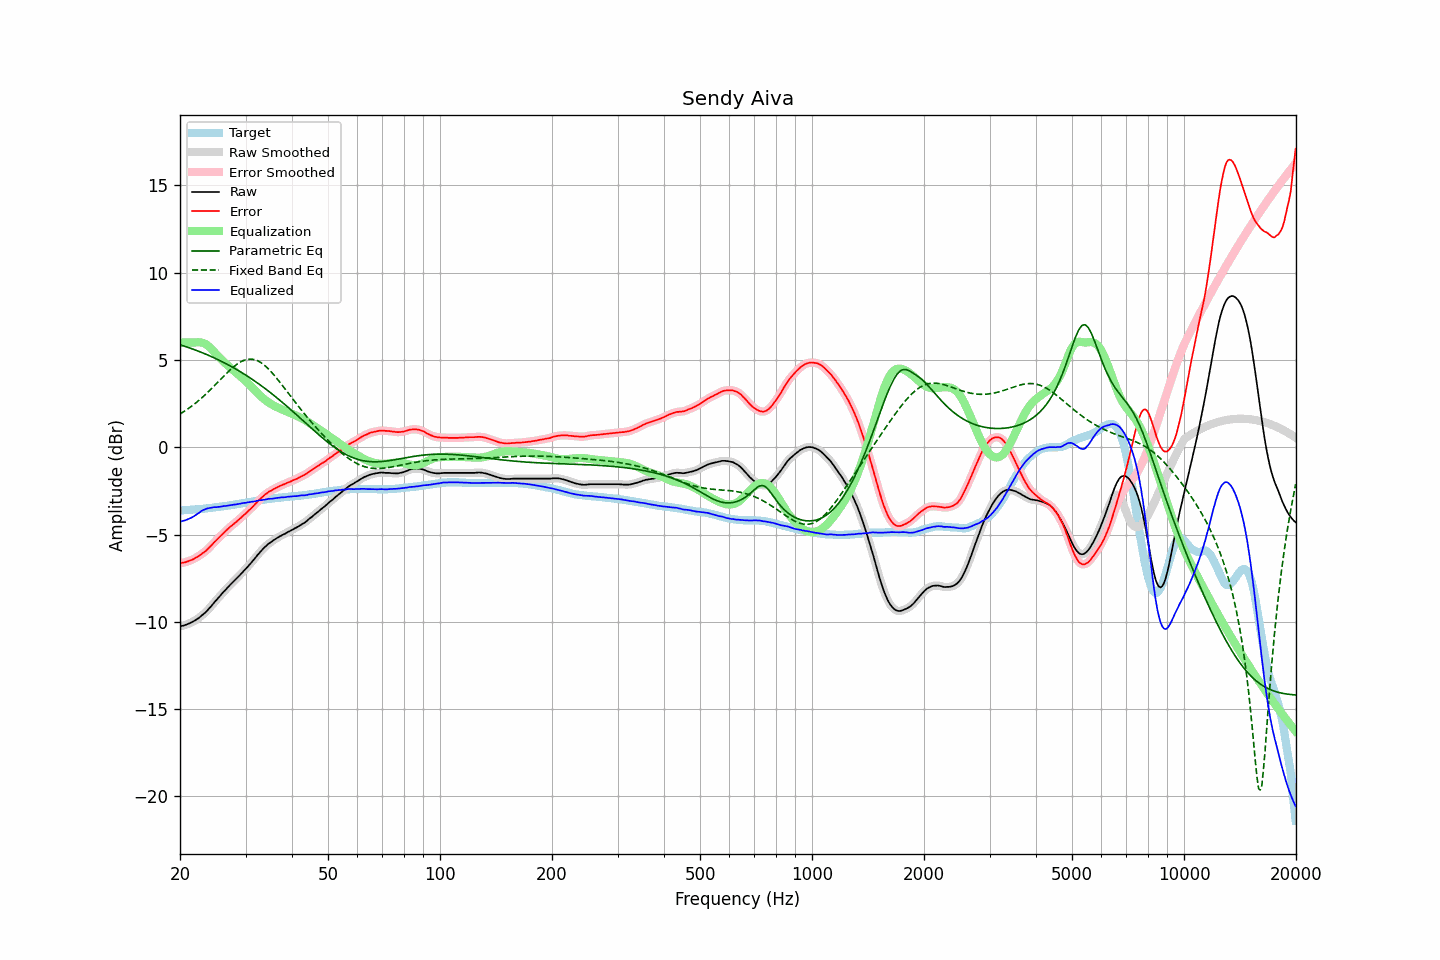 Sendy Aiva
Target
Raw Smoothed
Error Smoothed
Raw
Error
Equalization
Parametric Eq
Fixed Band Eq
Equalized
Amplitude (dBr)
15
10
5
0
−5
−10
−15
−20
20
50
100
200
500
1000
2000
5000
10000
20000
Frequency (Hz)